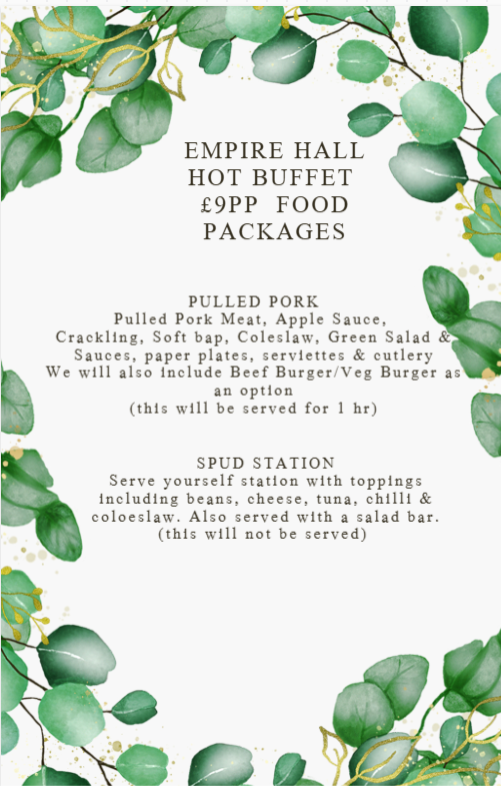 EMPIRE HALL
HOT BUFFET
£9PP FOOD
PACKAGES
PULLED PORK
Pulled Pork Meat, Apple Sauce,
Crackling, Soft bap, Coleslaw, Green Salad &
Sauces, paper plates, serviettes & cutlery
We will also include Beef Burger/Veg Burger as
an option
(this will be served for 1 hr)
SPUD STATION
Serve yourself station with toppings
including beans, cheese, tuna, chilli &
coloeslaw. Also served with a salad bar.
(this will not be served)